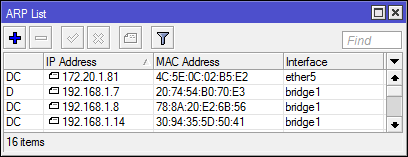 ARP List
Find
IP Address MAC Address Interface
DC 172.20.1.81 4C:5E:0C:02:B5:E2 ether5
D 192.168.1.7 20:74:54:B0:70:E3 bridge1
DC 192.168.1.8 78:8A:20:E2:6B:56 bridge1
DC 192.168.1.14 30:94:35:5D:50:41 bridge1
16 items